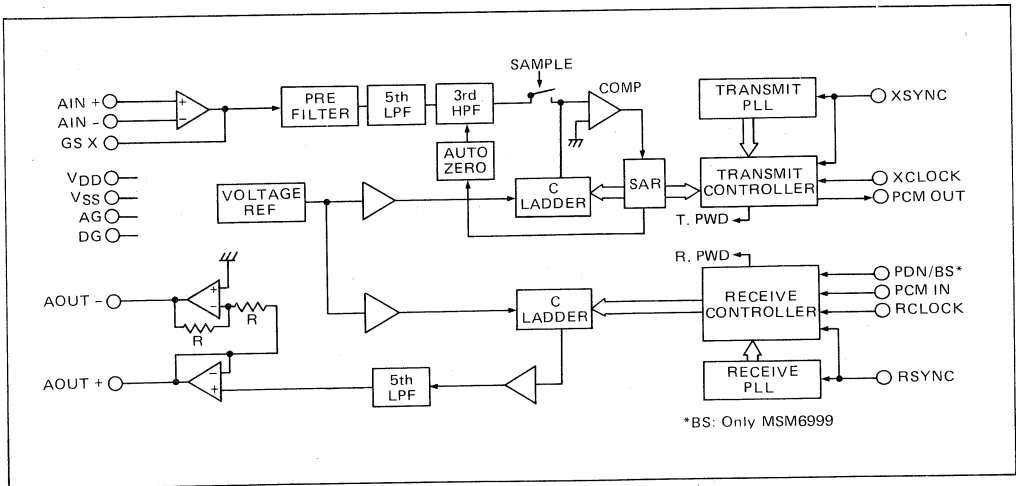 SAMPLE
AIN +
AIN -
GS X
PRE
FILTER
5th
LPF
3rd
HPF
COMP
TRANSMIT
PLL
XSYNC
AUTO
ZERO
VDD
VSS
AG
DG
VOLTAGE
REF
C
LADDER
SAR
TRANSMIT
CONTROLLER
XCLOCK
PCM OUT
T. PWD
R. PWD
AOUT -
R
R
C
LADDER
RECEIVE
CONTROLLER
PDN/BS*
PCM IN
RCLOCK
AOUT +
5th
LPF
RECEIVE
PLL
RSYNC
*BS: Only MSM6999
+
-
+
-
-
+